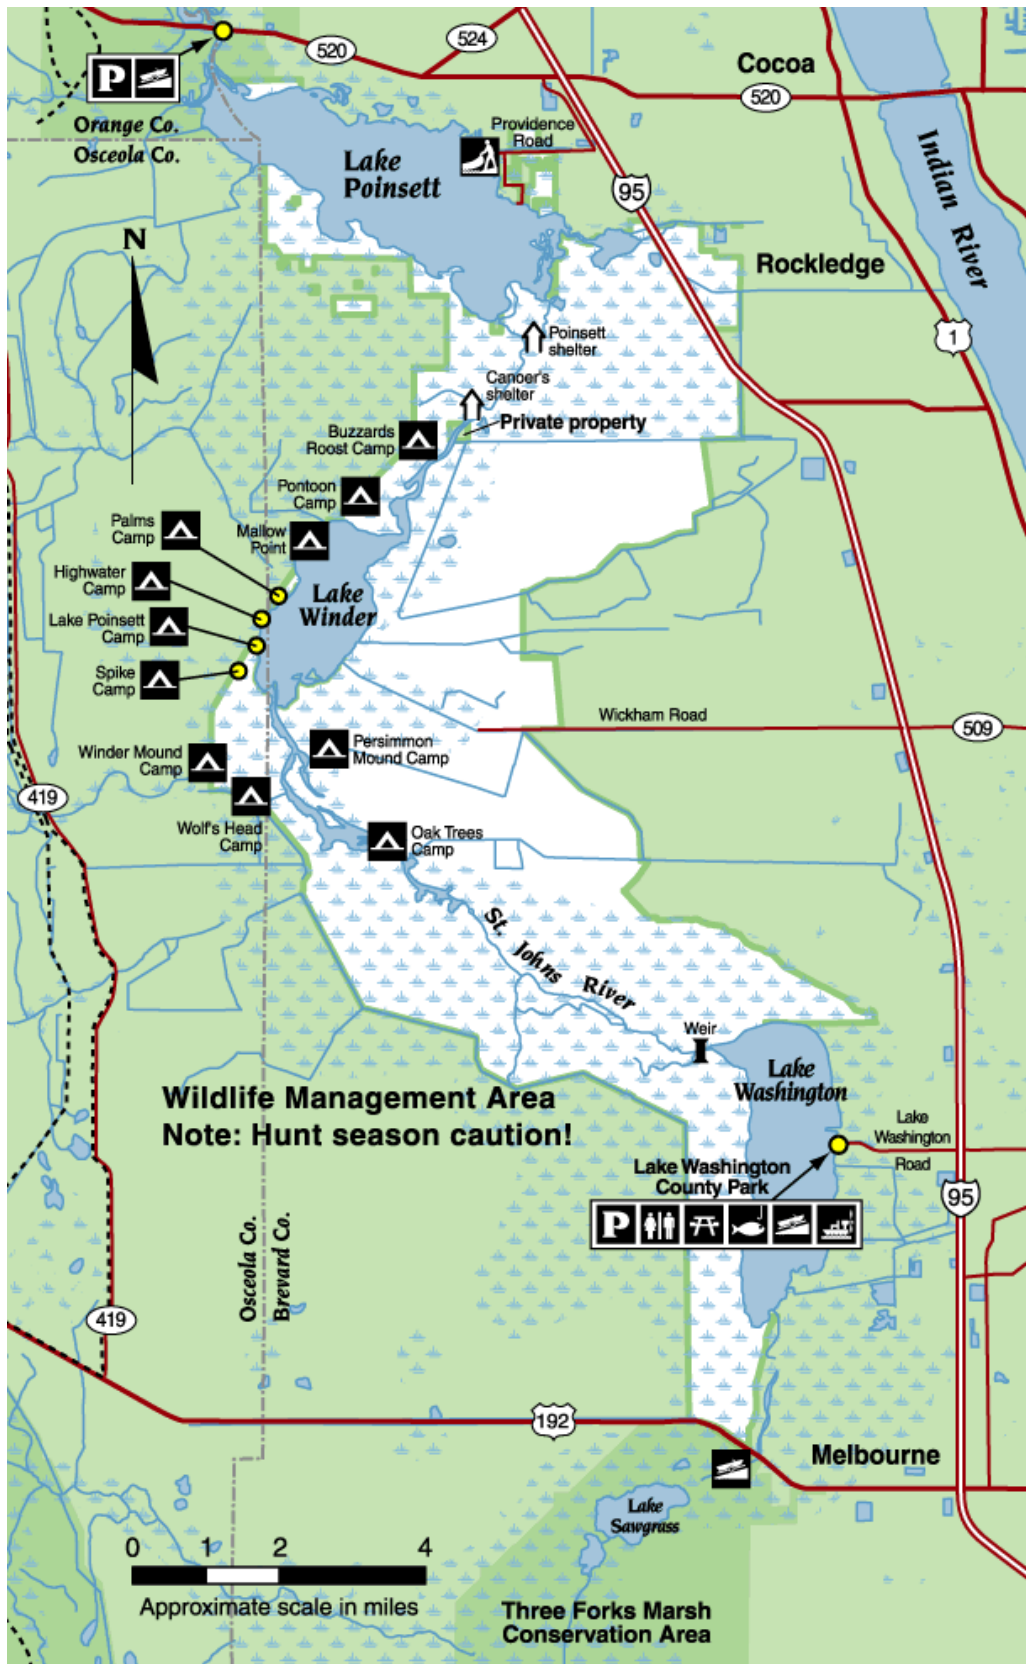 520
524
Cocoa
520
P
Orange Co.
Osceola Co.
Providence
Road
Lake
Poinsett
95
Indian River
N
Rockledge
1
Poinsett
shelter
Canoer's
shelter
Private property
Buzzards
Roost Camp
Pontoon
Camp
Palms
Camp
Mallow
Point
Highwater
Camp
Lake
Winder
Lake Poinsett
Camp
Spike
Camp
Wickham Road
509
Winder Mound
Camp
Persimmon
Mound Camp
419
Wolf's Head
Camp
Oak Trees
Camp
St. Johns River
Weir
Lake
Washington
Wildlife Management Area
Note: Hunt season caution!
Lake
Washington
Road
Lake Washington
County Park
P
95
Osceola Co.
Brevard Co.
419
192
Melbourne
Lake
Sawgrass
0 1 2 4
Approximate scale in miles
Three Forks Marsh
Conservation Area